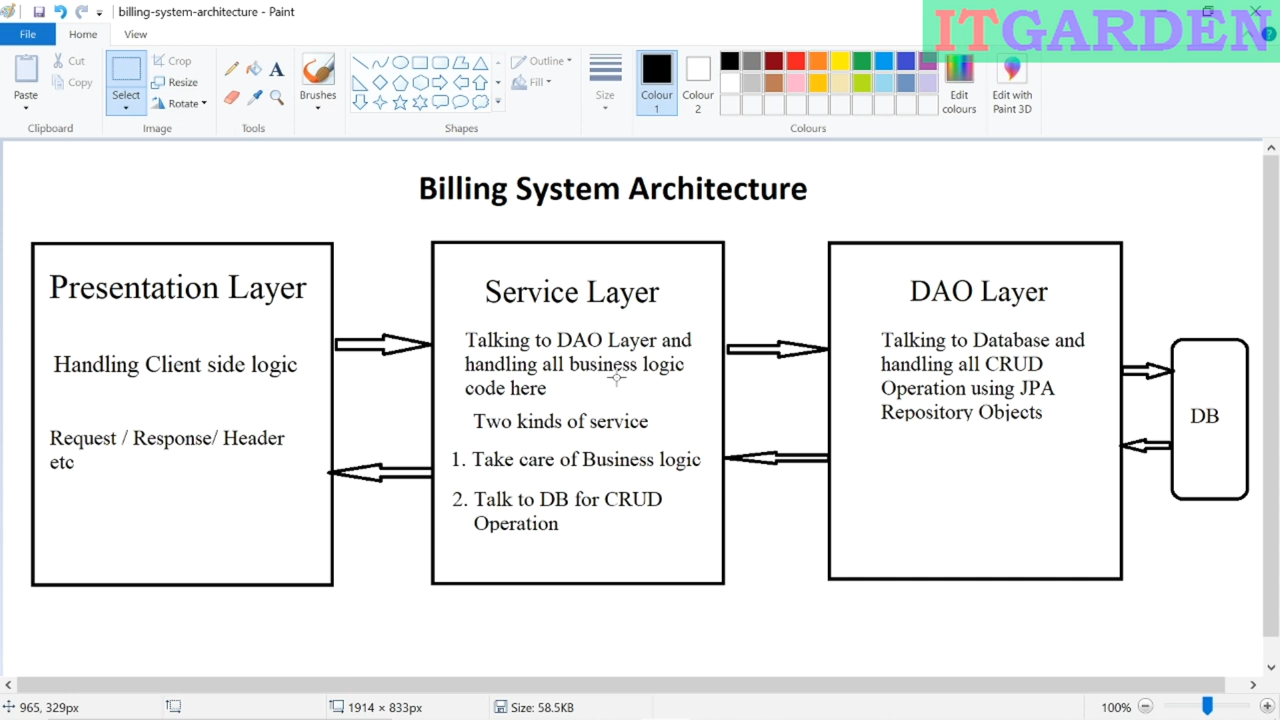 billing-system-architecture - Paint
ITGARDEN
File Home View
Paste
Cut
Copy
Clipboard
Select
Crop
Resize
Rotate
Image
Tools
Brushes
Shapes
Outline
Fill
Size
Colour 1
Colour 2
Edit colours
Edit with Paint 3D
Colours
Billing System Architecture
Presentation Layer
Handling Client side logic
Request / Response/ Header
etc
Service Layer
Talking to DAO Layer and
handling all business logic
code here
Two kinds of service
1. Take care of Business logic
2. Talk to DB for CRUD
Operation
DAO Layer
Talking to Database and
handling all CRUD
Operation using JPA
Repository Objects
DB
965, 329px
1914 × 833px
Size: 58.5KB
100%